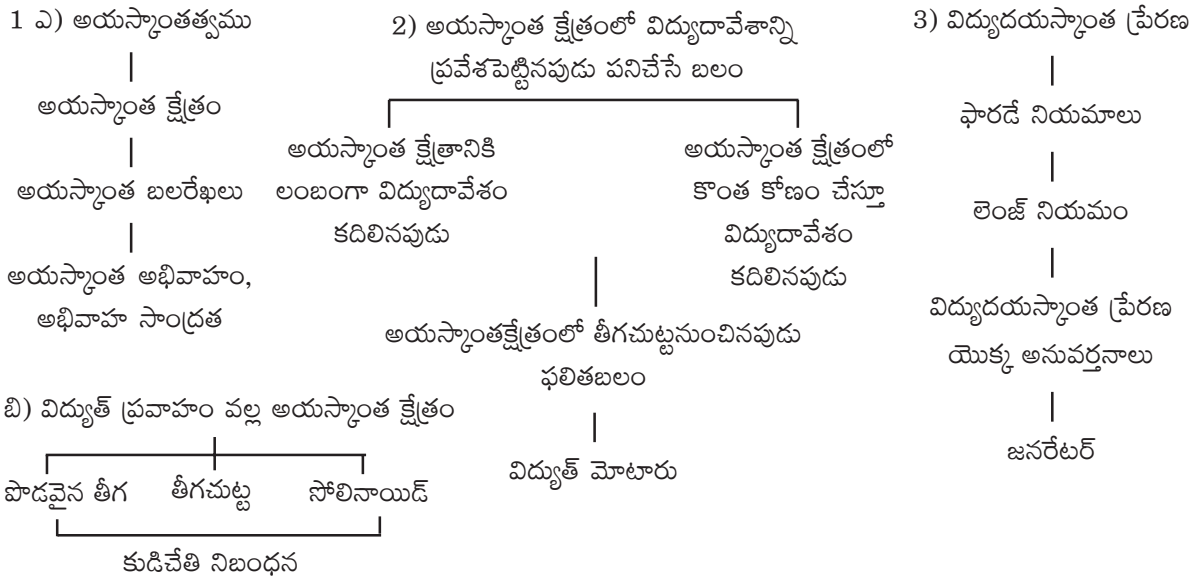 1 ఎ) అయస్కాంతత్వము
అయస్కాంత క్షేత్రం
అయస్కాంత బలరేఖలు
అయస్కాంత అభివాహం,
అభివాహ సాంద్రత
బి) విద్యుత్ ప్రవాహం వల్ల అయస్కాంత క్షేత్రం
పొడవైన తీగ తీగచుట్ట సోలినాయిడ్
కుడిచేతి నిబంధన
2) అయస్కాంత క్షేత్రంలో విద్యుదావేశాన్ని
ప్రవేశపెట్టినపుడు పనిచేసే బలం
అయస్కాంత క్షేత్రానికి
లంబంగా విద్యుదావేశం
కదిలినపుడు
అయస్కాంత క్షేత్రంలో
కొంత కోణం చేస్తూ
విద్యుదావేశం
కదిలినపుడు
అయస్కాంతక్షేత్రంలో తీగచుట్టనుంచినపుడు
ఫలితబలం
విద్యుత్ మోటారు
3) విద్యుదయస్కాంత ప్రేరణ
ఫారడే నియమాలు
లెంజ్ నియమం
విద్యుదయస్కాంత ప్రేరణ
యొక్క అనువర్తనాలు
జనరేటర్